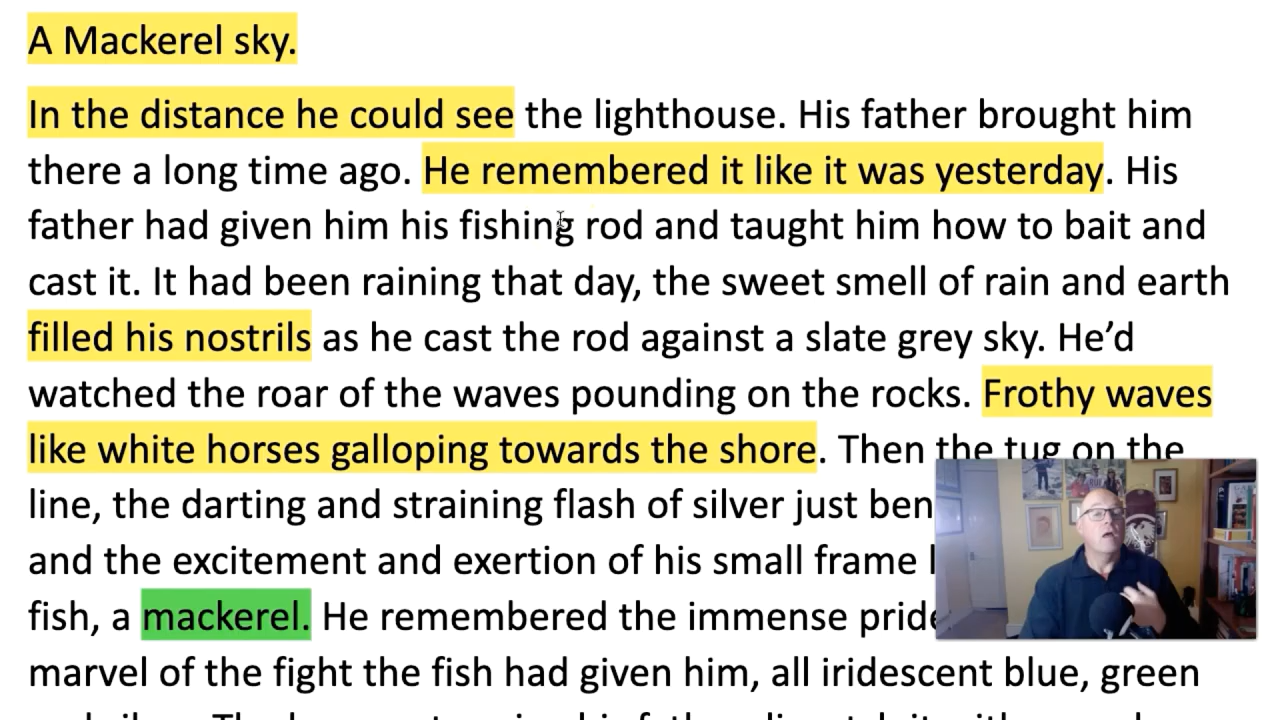 A Mackerel sky.
In the distance he could see the lighthouse. His father brought him
there a long time ago. He remembered it like it was yesterday. His
father had given him his fishing rod and taught him how to bait and
cast it. It had been raining that day, the sweet smell of rain and earth
filled his nostrils as he cast the rod against a slate grey sky. He’d
watched the roar of the waves pounding on the rocks. Frothy waves
like white horses galloping towards the shore. Then the tug on the
line, the darting and straining flash of silver just ben
and the excitement and exertion of his small frame
fish, a mackerel. He remembered the immense pride
marvel of the fight the fish had given him, all iridescent blue, green